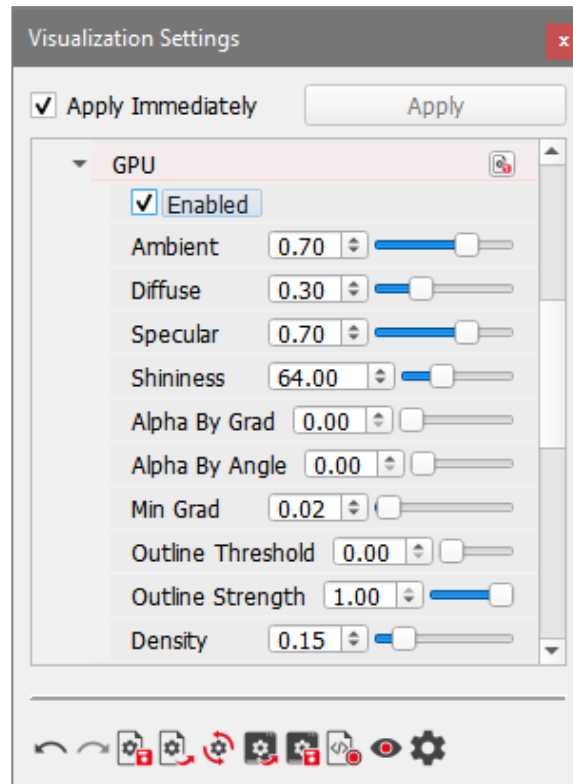 Visualization Settings x
Apply Immediately Apply
GPU
Enabled
Ambient 0.70
Diffuse 0.30
Specular 0.70
Shininess 64.00
Alpha By Grad 0.00
Alpha By Angle 0.00
Min Grad 0.02
Outline Threshold 0.00
Outline Strength 1.00
Density 0.15